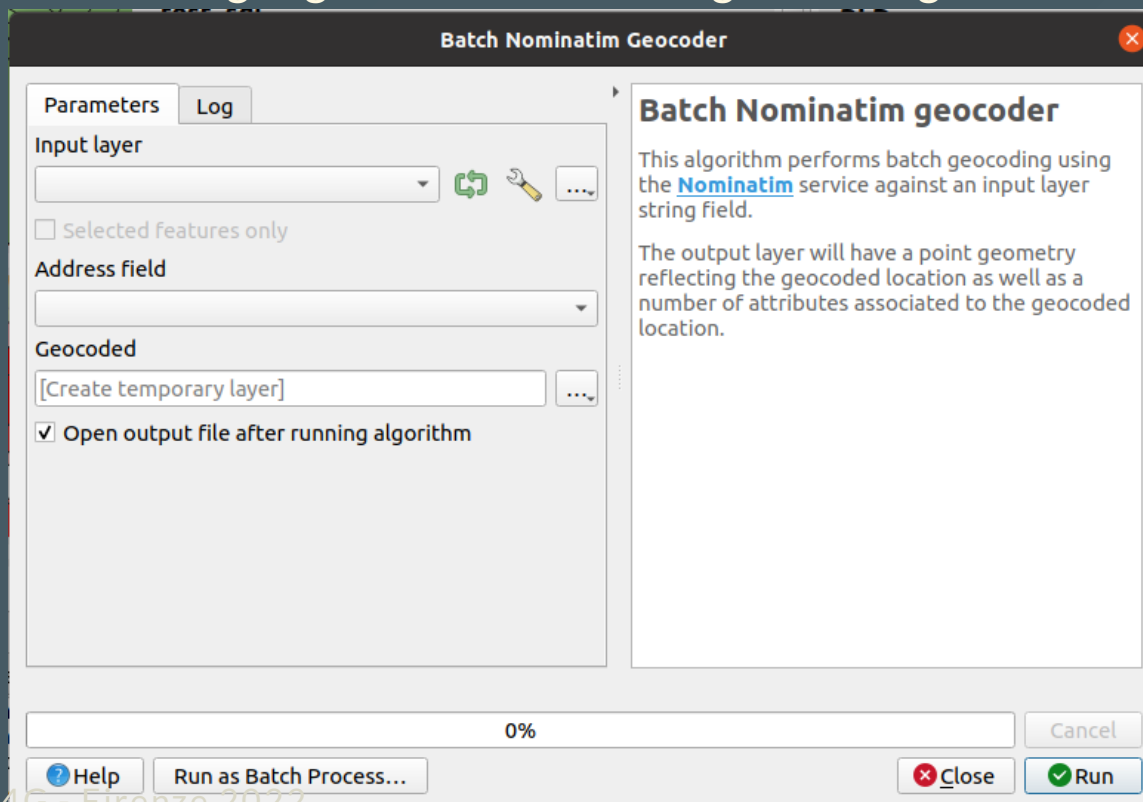 Batch Nominatim Geocoder
Parameters
Log
Input layer
Selected features only
Address field
Geocoded
[Create temporary layer]
Open output file after running algorithm
Batch Nominatim geocoder
This algorithm performs batch geocoding using
the Nominatim service against an input layer
string field.
The output layer will have a point geometry
reflecting the geocoded location as well as a
number of attributes associated to the geocoded
location.
0%
Cancel
Help
Run as Batch Process...
Close
Run
Firenze 2022